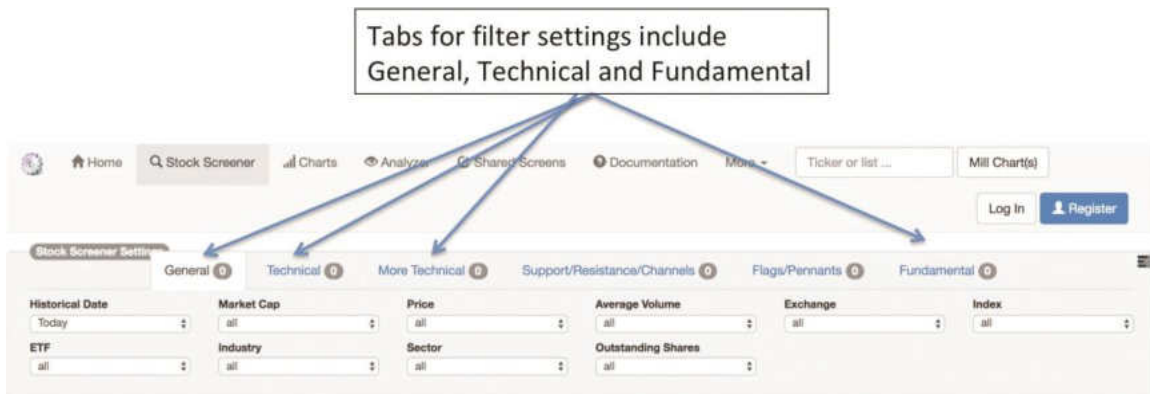 Tabs for filter settings include
General, Technical and Fundamental
Home Stock Screener Charts Analyzer Shared Screens Documentation More Ticker or list ... Mill Chart(s)
Log In Register
Stock Screener Settings
General 0 Technical 0 More Technical 0 Support/Resistance/Channels 0 Flags/Pennants 0 Fundamental 0
Historical Date Market Cap Price Average Volume Exchange Index
Today all all all all all
ETF Industry Sector Outstanding Shares
all all all all